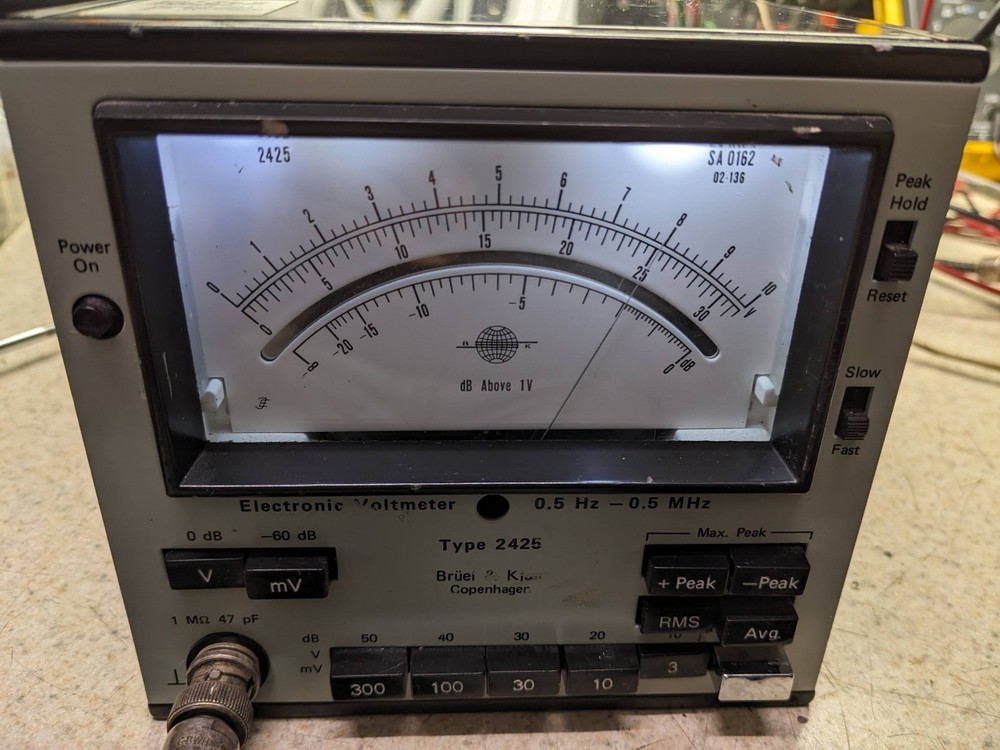 2425
SA 0162
02-136
0 1 2 3 4 5 6 7 8 9 10
0 5 10 15 20 25 30 V
-20 -15 -10 -5 0 dB
B K
dB Above 1V
Power
On
Peak
Hold
Reset
Slow
Fast
Electronic Voltmeter 0.5 Hz – 0.5 MHz
0 dB –60 dB
V mV
Type 2425
Brüel &
Copenhagen
Max. Peak
+ Peak –Peak
RMS Avg.
1 MΩ 47 pF
dB 50 40 30 20 10
V
mV
300 100 30 10 3